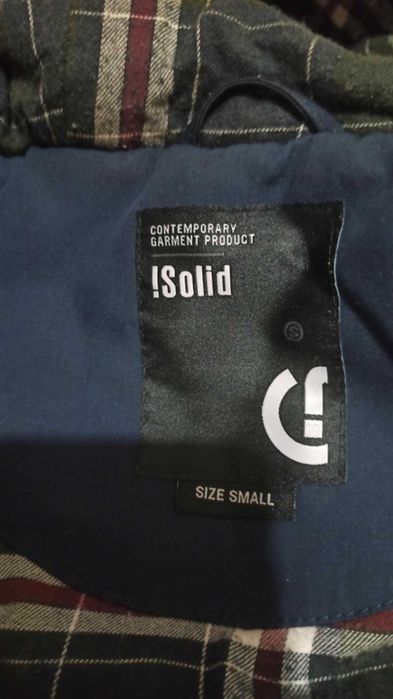 CONTEMPORARY
GARMENT PRODUCT
!Solid
S
SIZE SMALL